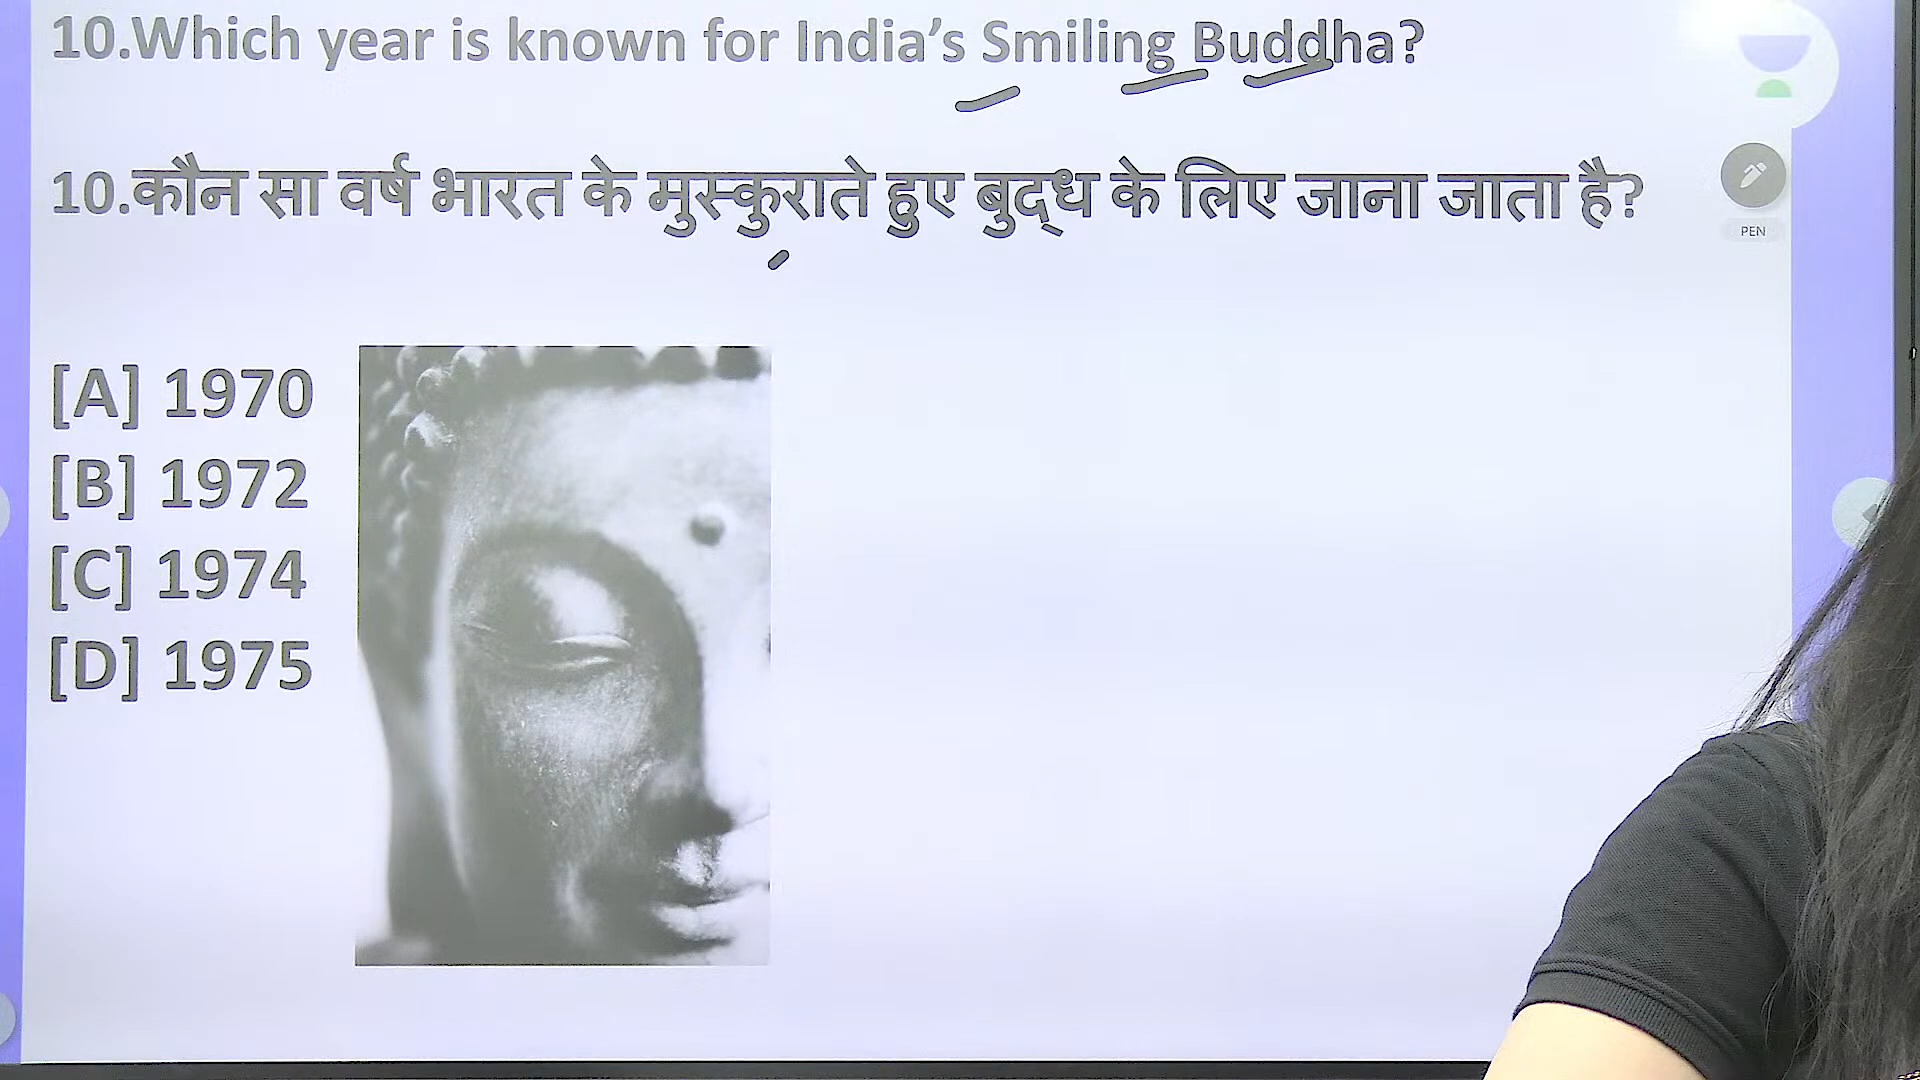 10.Which year is known for India’s Smiling Buddha?
10.कौन सा वर्ष भारत के मुस्कुराते हुए बुद्ध के लिए जाना जाता है?
PEN
[A] 1970
[B] 1972
[C] 1974
[D] 1975